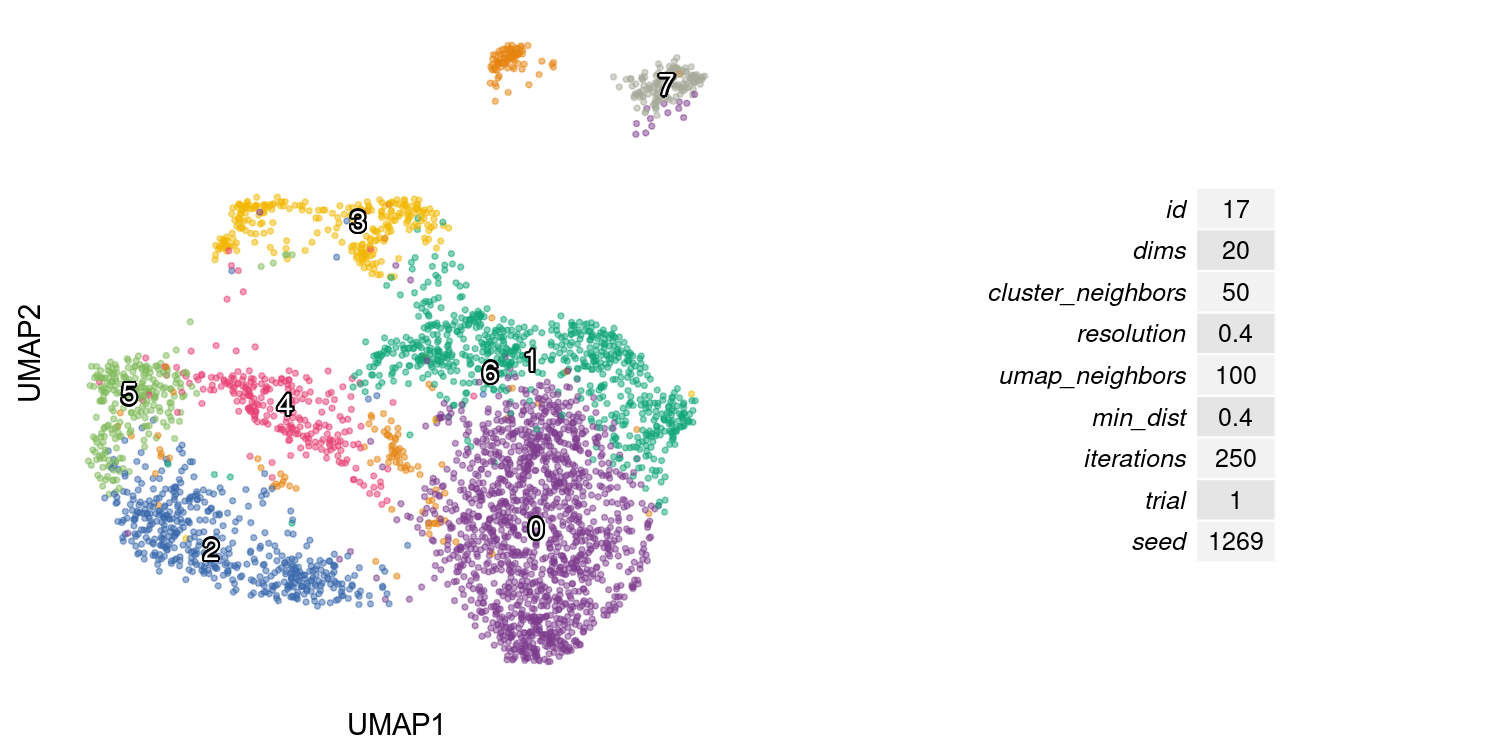 7
3
1
6
5
4
0
2
UMAP2
UMAP1
id 17
dims 20
cluster_neighbors 50
resolution 0.4
umap_neighbors 100
min_dist 0.4
iterations 250
trial 1
seed 1269